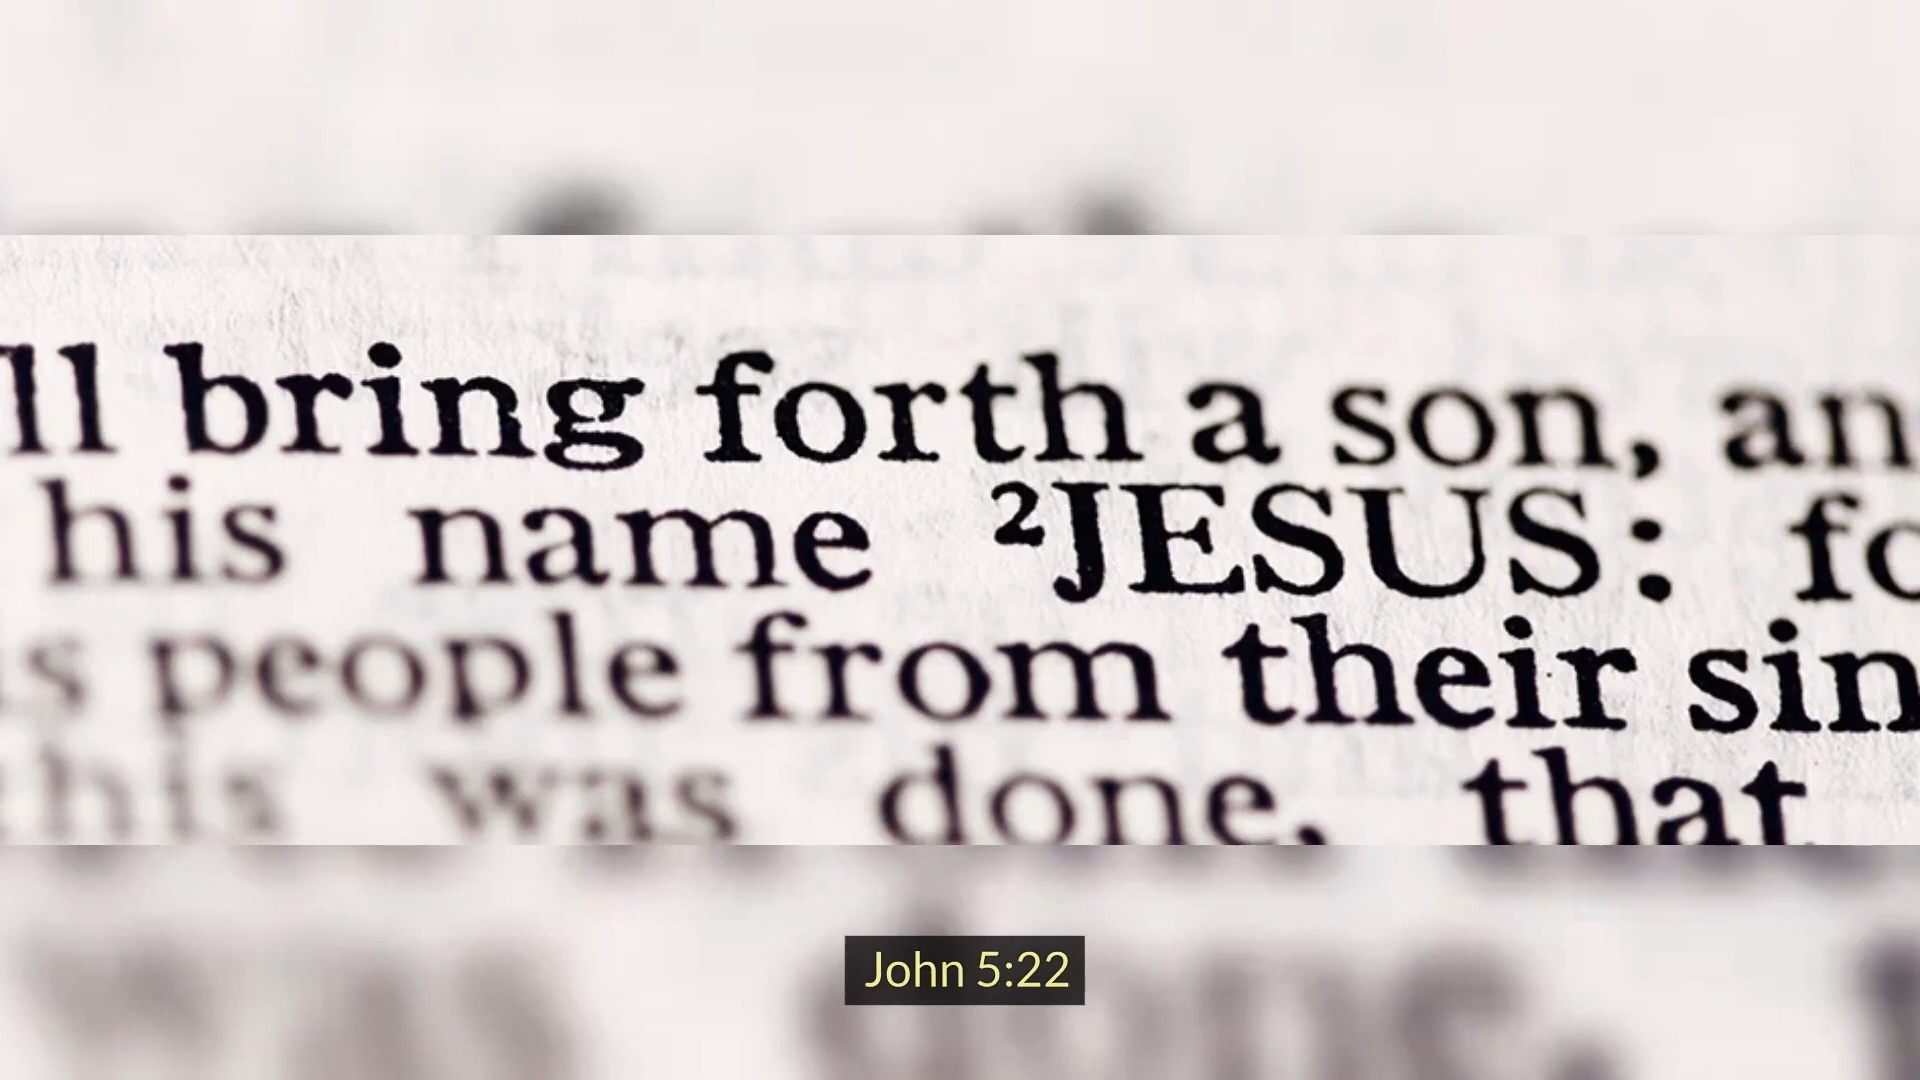 ll bring forth a son, an
his name ²JESUS: fo
s people from their sin
this was done, that
John 5:22